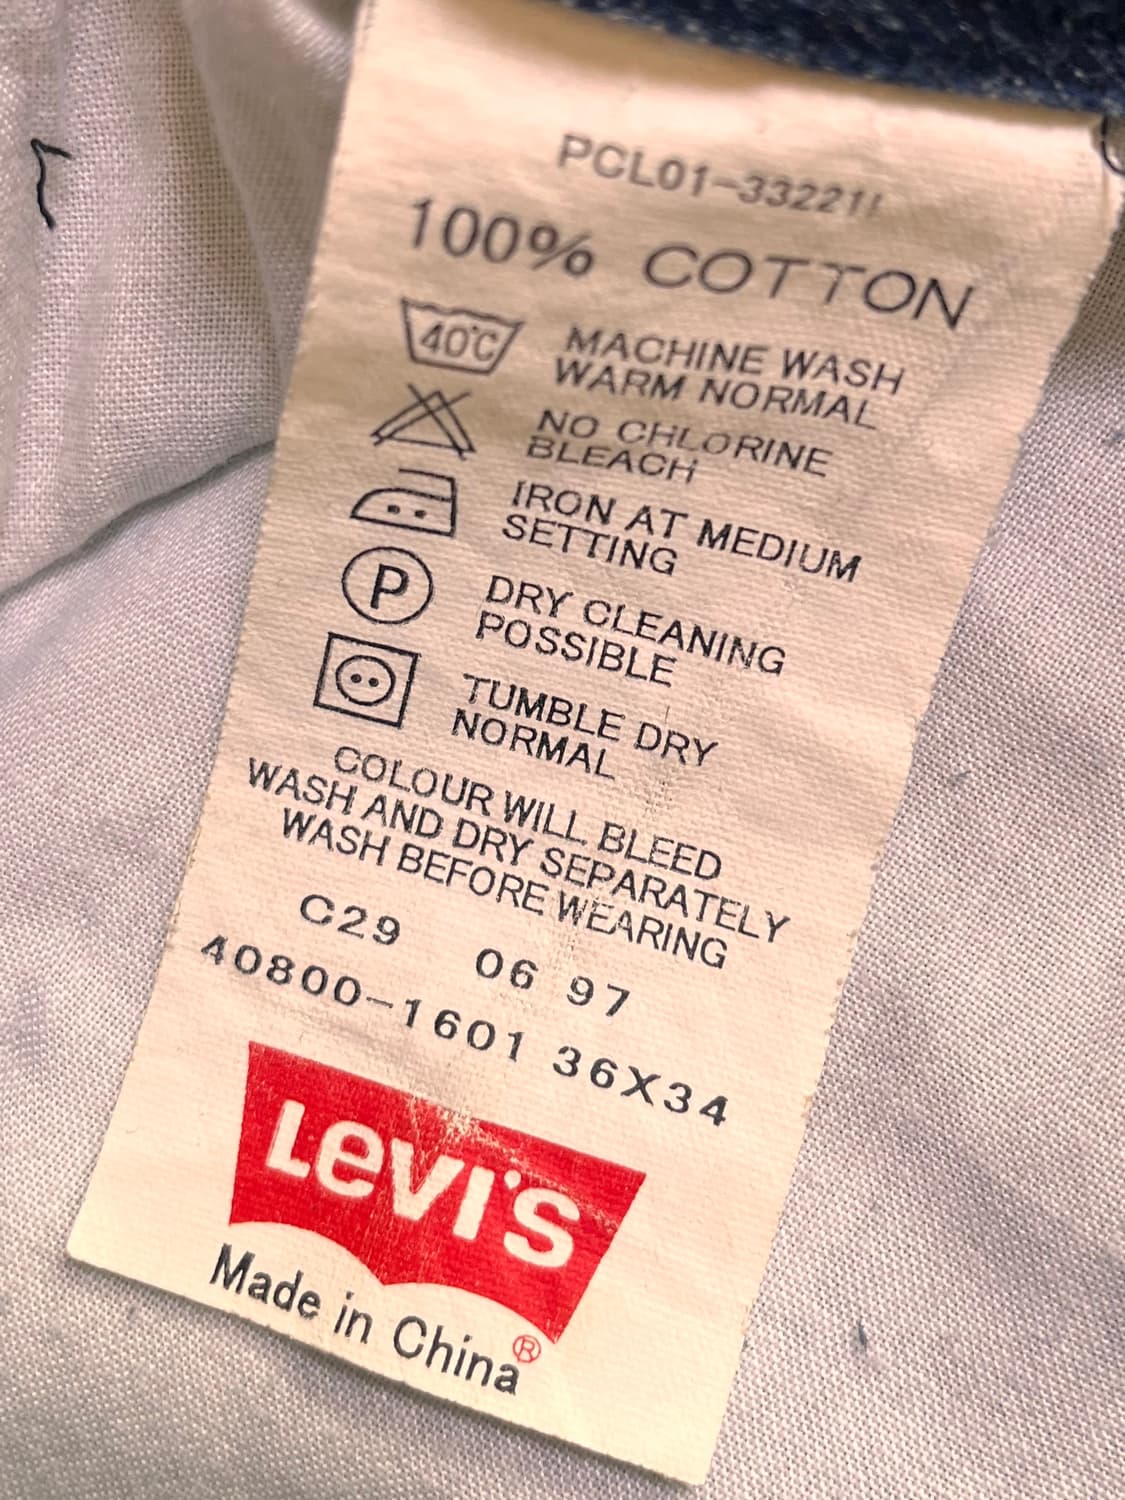 PCL01-33221!
100% COTTON
40°C MACHINE WASH
WARM NORMAL
NO CHLORINE
BLEACH
IRON AT MEDIUM
SETTING
P DRY CLEANING
POSSIBLE
TUMBLE DRY
NORMAL
COLOUR WILL BLEED
WASH AND DRY SEPARATELY
WASH BEFORE WEARING
C29 06 97
40800-1601 36X34
LEVI'S
Made in China ®